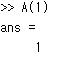 >> A(1)
ans =
1